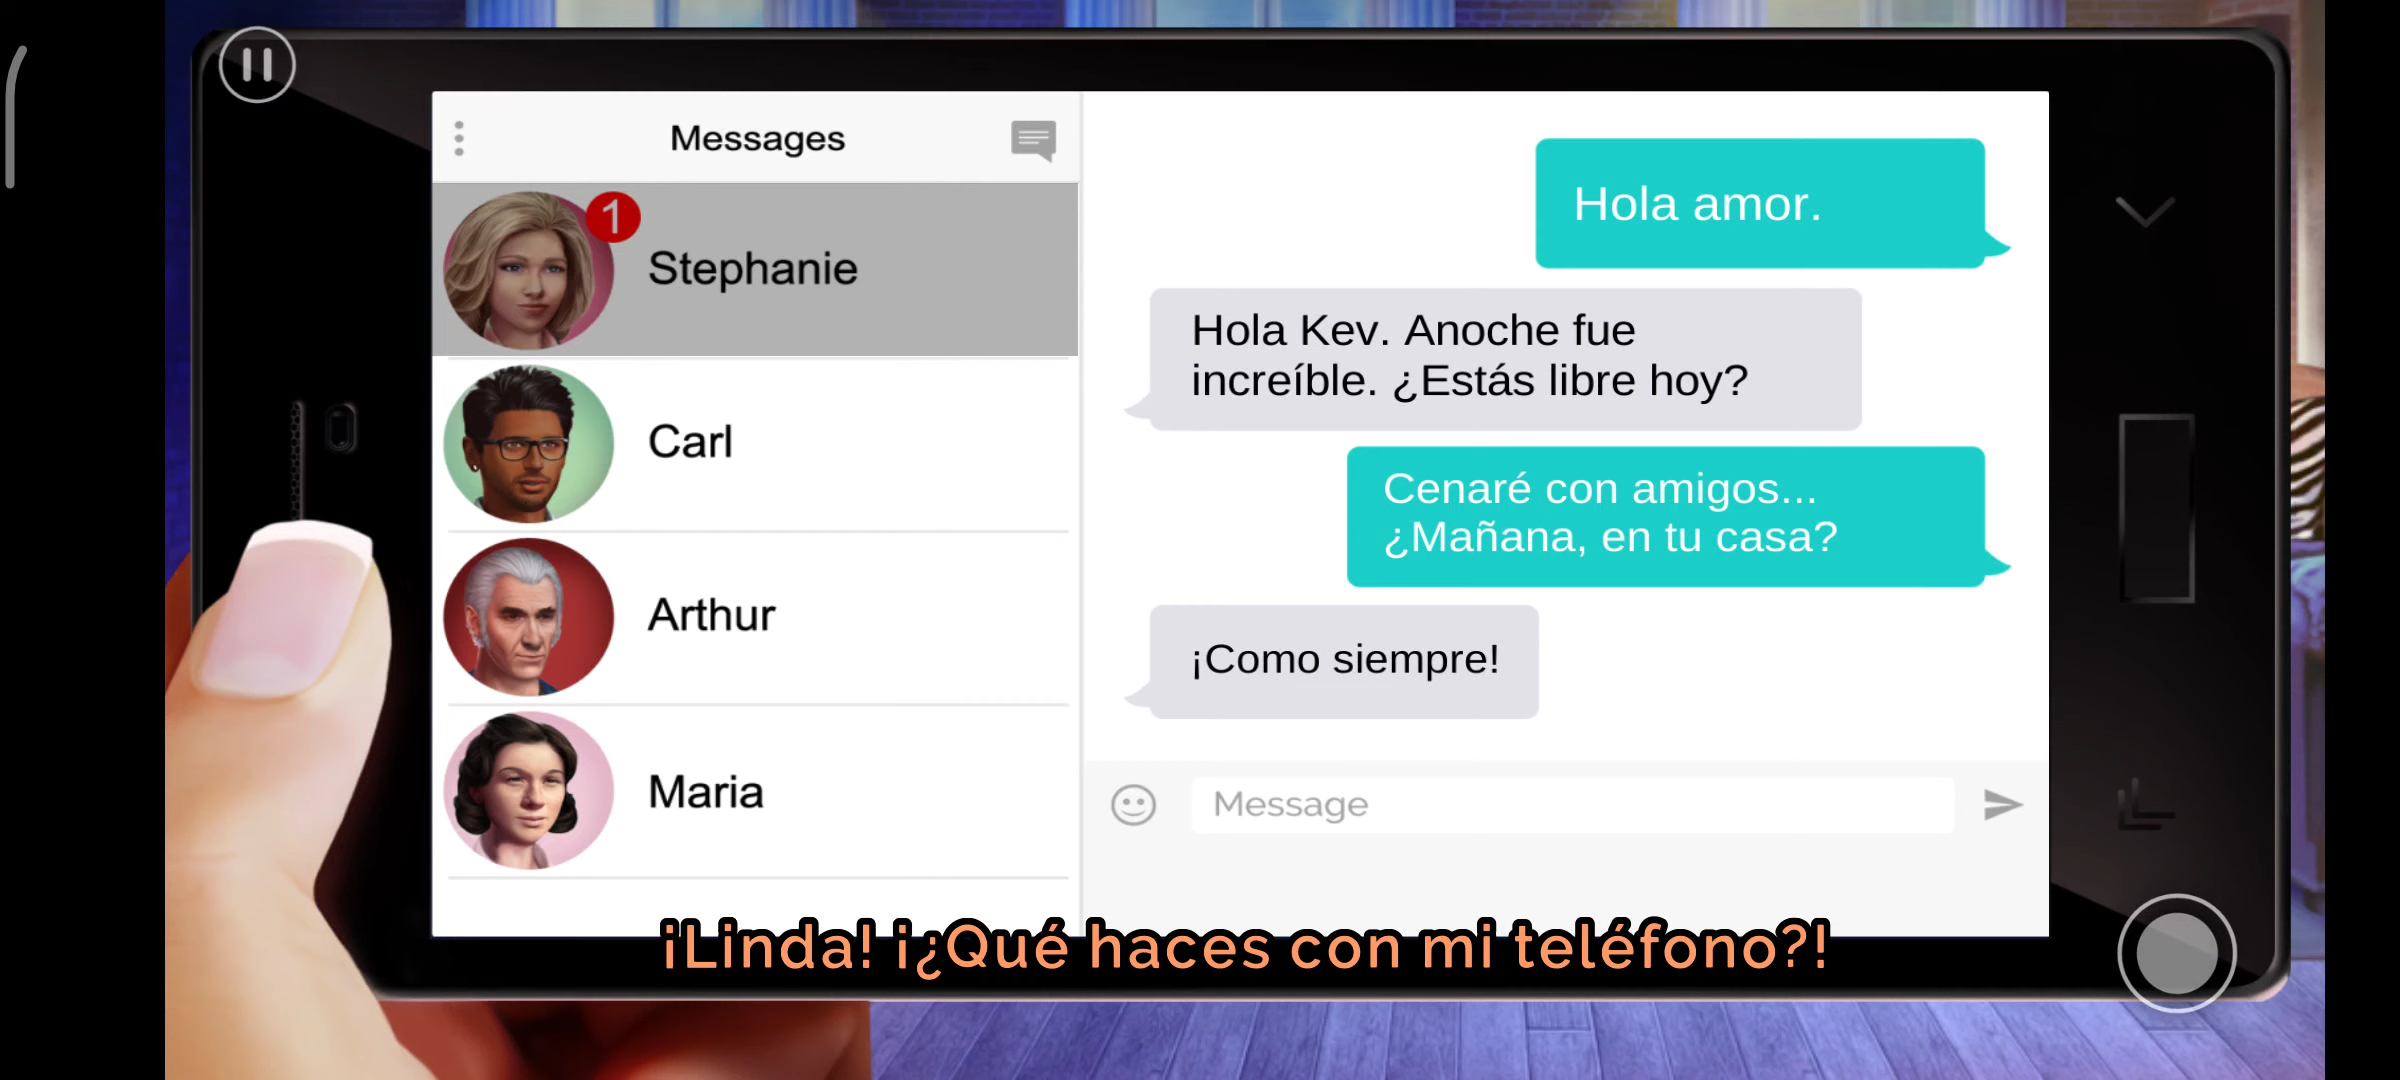 Messages
1
Stephanie
Carl
Arthur
Maria
Hola amor.
Hola Kev. Anoche fue
increíble. ¿Estás libre hoy?
Cenaré con amigos...
¿Mañana, en tu casa?
¡Como siempre!
Message
¡Linda! ¡¿Qué haces con mi teléfono?!